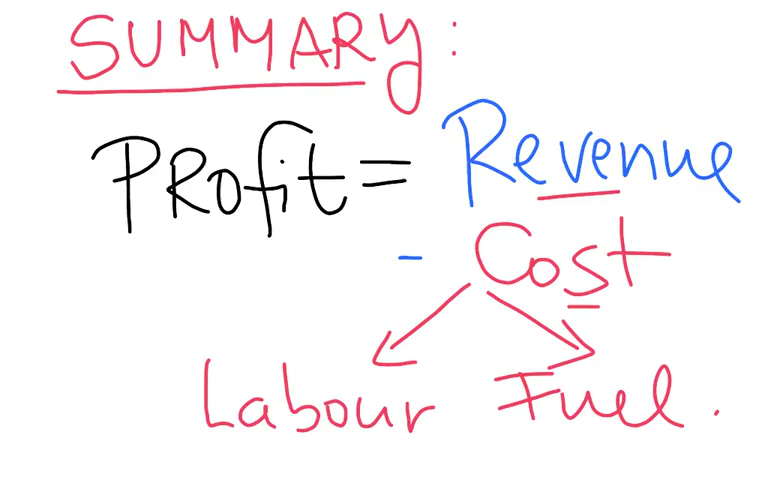 SUMMARY:
PRofit = Revenue
- Cost
Labour Fuel.